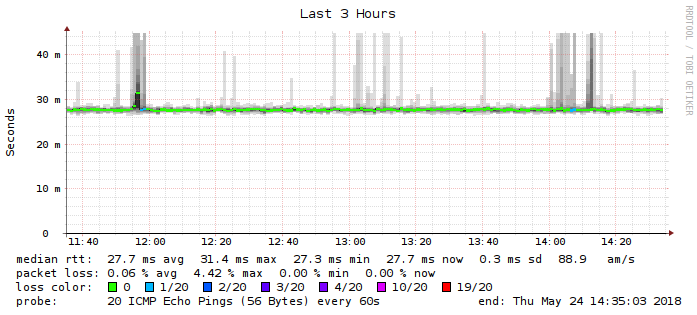 Last 3 Hours
RRDTOOL / TOBI OETIKER
Seconds
40 m
30 m
20 m
10 m
0
11:40 12:00 12:20 12:40 13:00 13:20 13:40 14:00 14:20
median rtt: 27.7 ms avg 31.4 ms max 27.3 ms min 27.7 ms now 0.3 ms sd 88.9 am/s
packet loss: 0.06 % avg 4.42 % max 0.00 % min 0.00 % now
loss color: 0 1/20 2/20 3/20 4/20 10/20 19/20
probe: 20 ICMP Echo Pings (56 Bytes) every 60s end: Thu May 24 14:35:03 2018